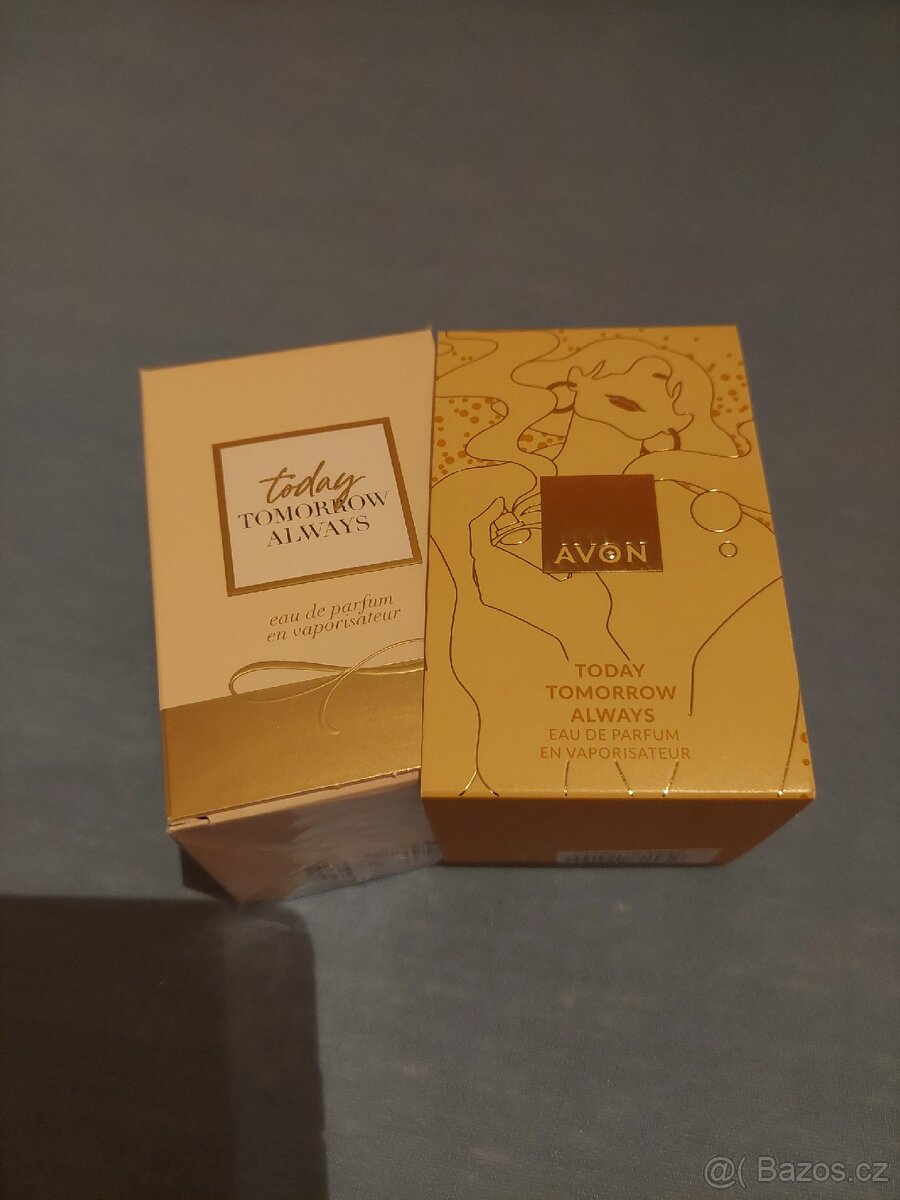 today
TOMORROW
ALWAYS
eau de parfum
en vaporisateur
AVON
TODAY
TOMORROW
ALWAYS
EAU DE PARFUM
EN VAPORISATEUR
@( Bazos.cz